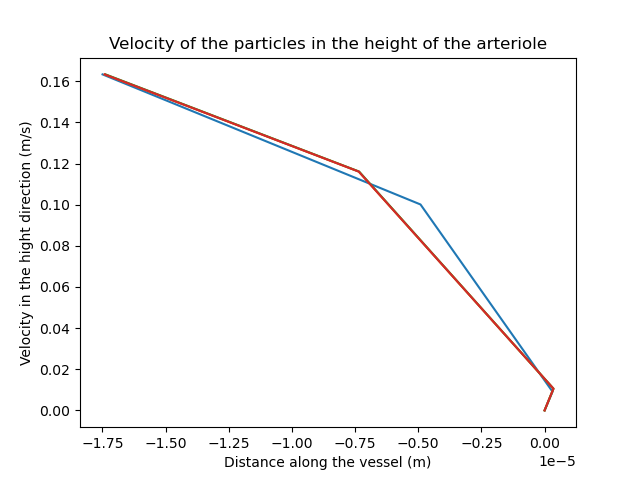 Velocity of the particles in the height of the arteriole
Velocity in the hight direction (m/s)
0.16
0.14
0.12
0.10
0.08
0.06
0.04
0.02
0.00
−1.75 −1.50 −1.25 −1.00 −0.75 −0.50 −0.25 0.00
1e−5
Distance along the vessel (m)